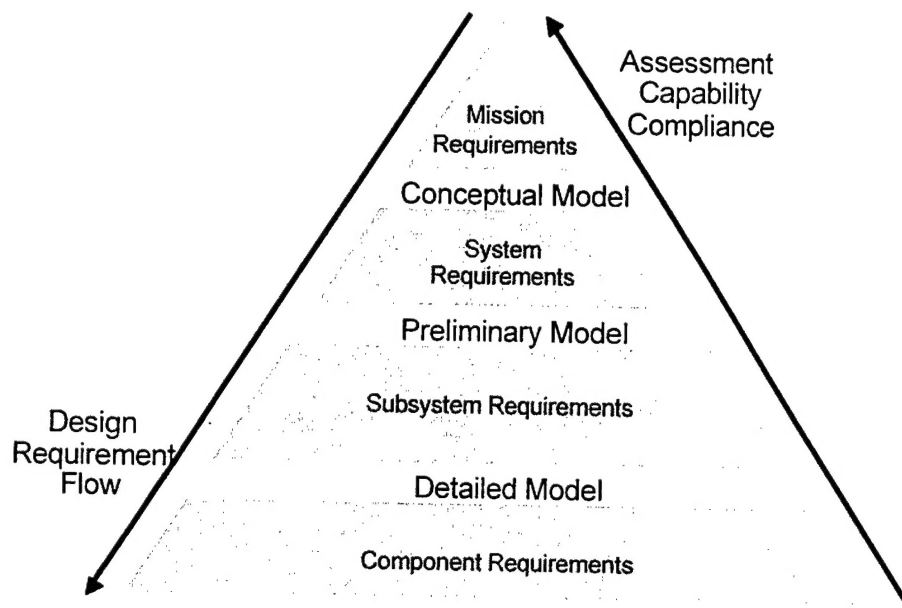 Assessment
Capability
Compliance
Mission
Requirements
Conceptual Model
System
Requirements
Preliminary Model
Subsystem Requirements
Design
Requirement
Flow
Detailed Model
Component Requirements